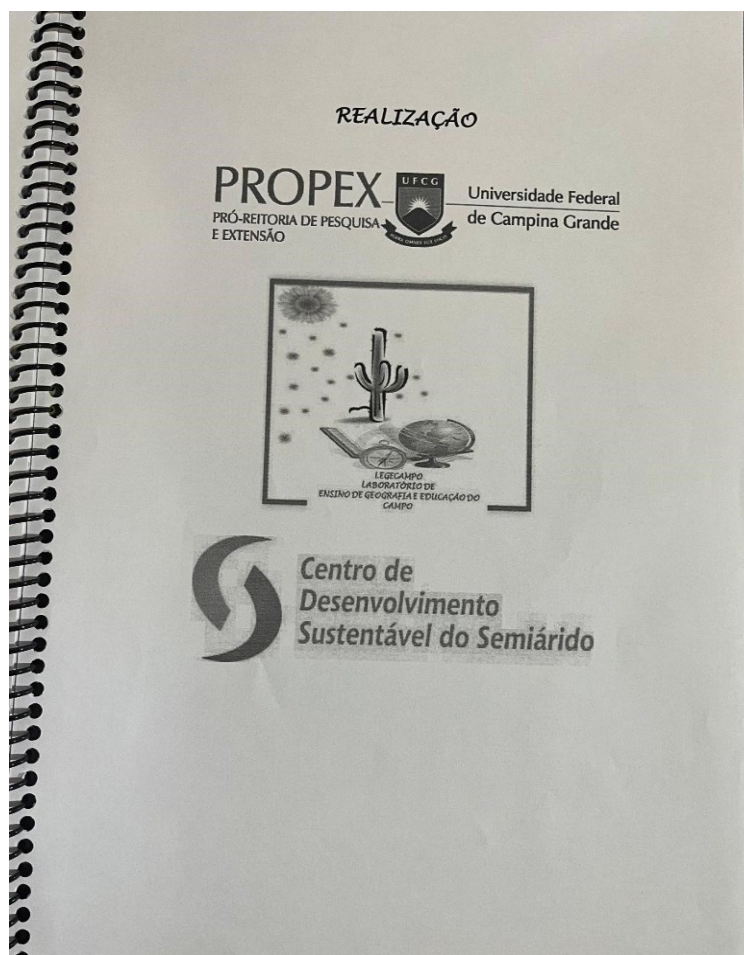 REALIZAÇÃO
PROPEX
PRÓ-REITORIA DE PESQUISA
E EXTENSÃO
UFCG
Universidade Federal
de Campina Grande
LEGECAMPO
LABORATÓRIO DE
ENSINO DE GEOGRAFIA E EDUCAÇÃO DO
CAMPO
Centro de
Desenvolvimento
Sustentável do Semiárido